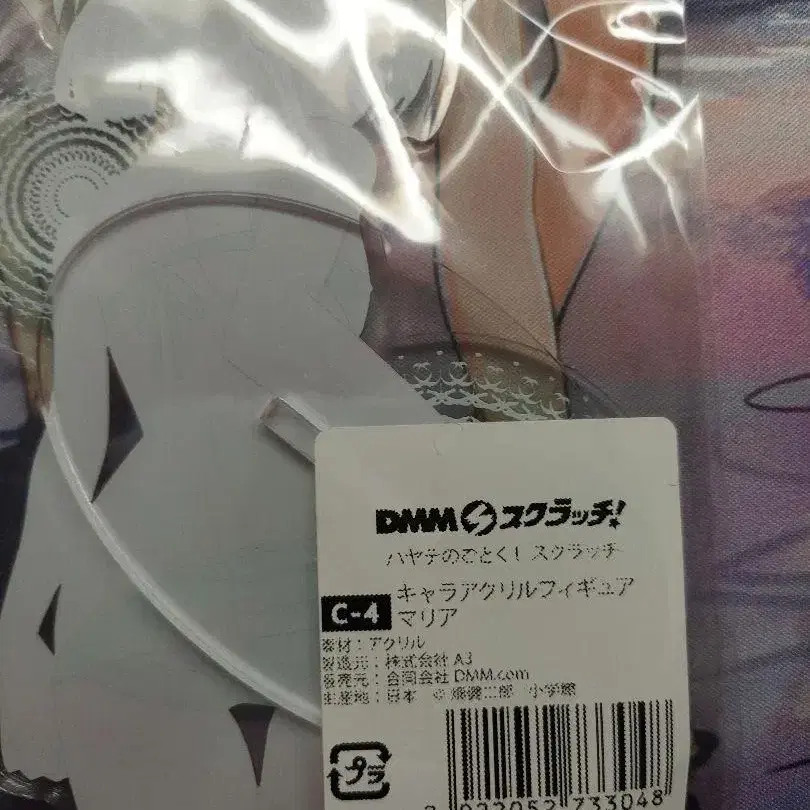 DMMスクラッチ!
ハヤテのごとく! スクラッチ
C-4 キャラアクリルフィギュア
マリア
素材：アクリル
製造元：株式会社 A3
販売元：合同会社 DMM.com
生産地：日本 © 畑健二郎 小学館
プラ
022052 733048